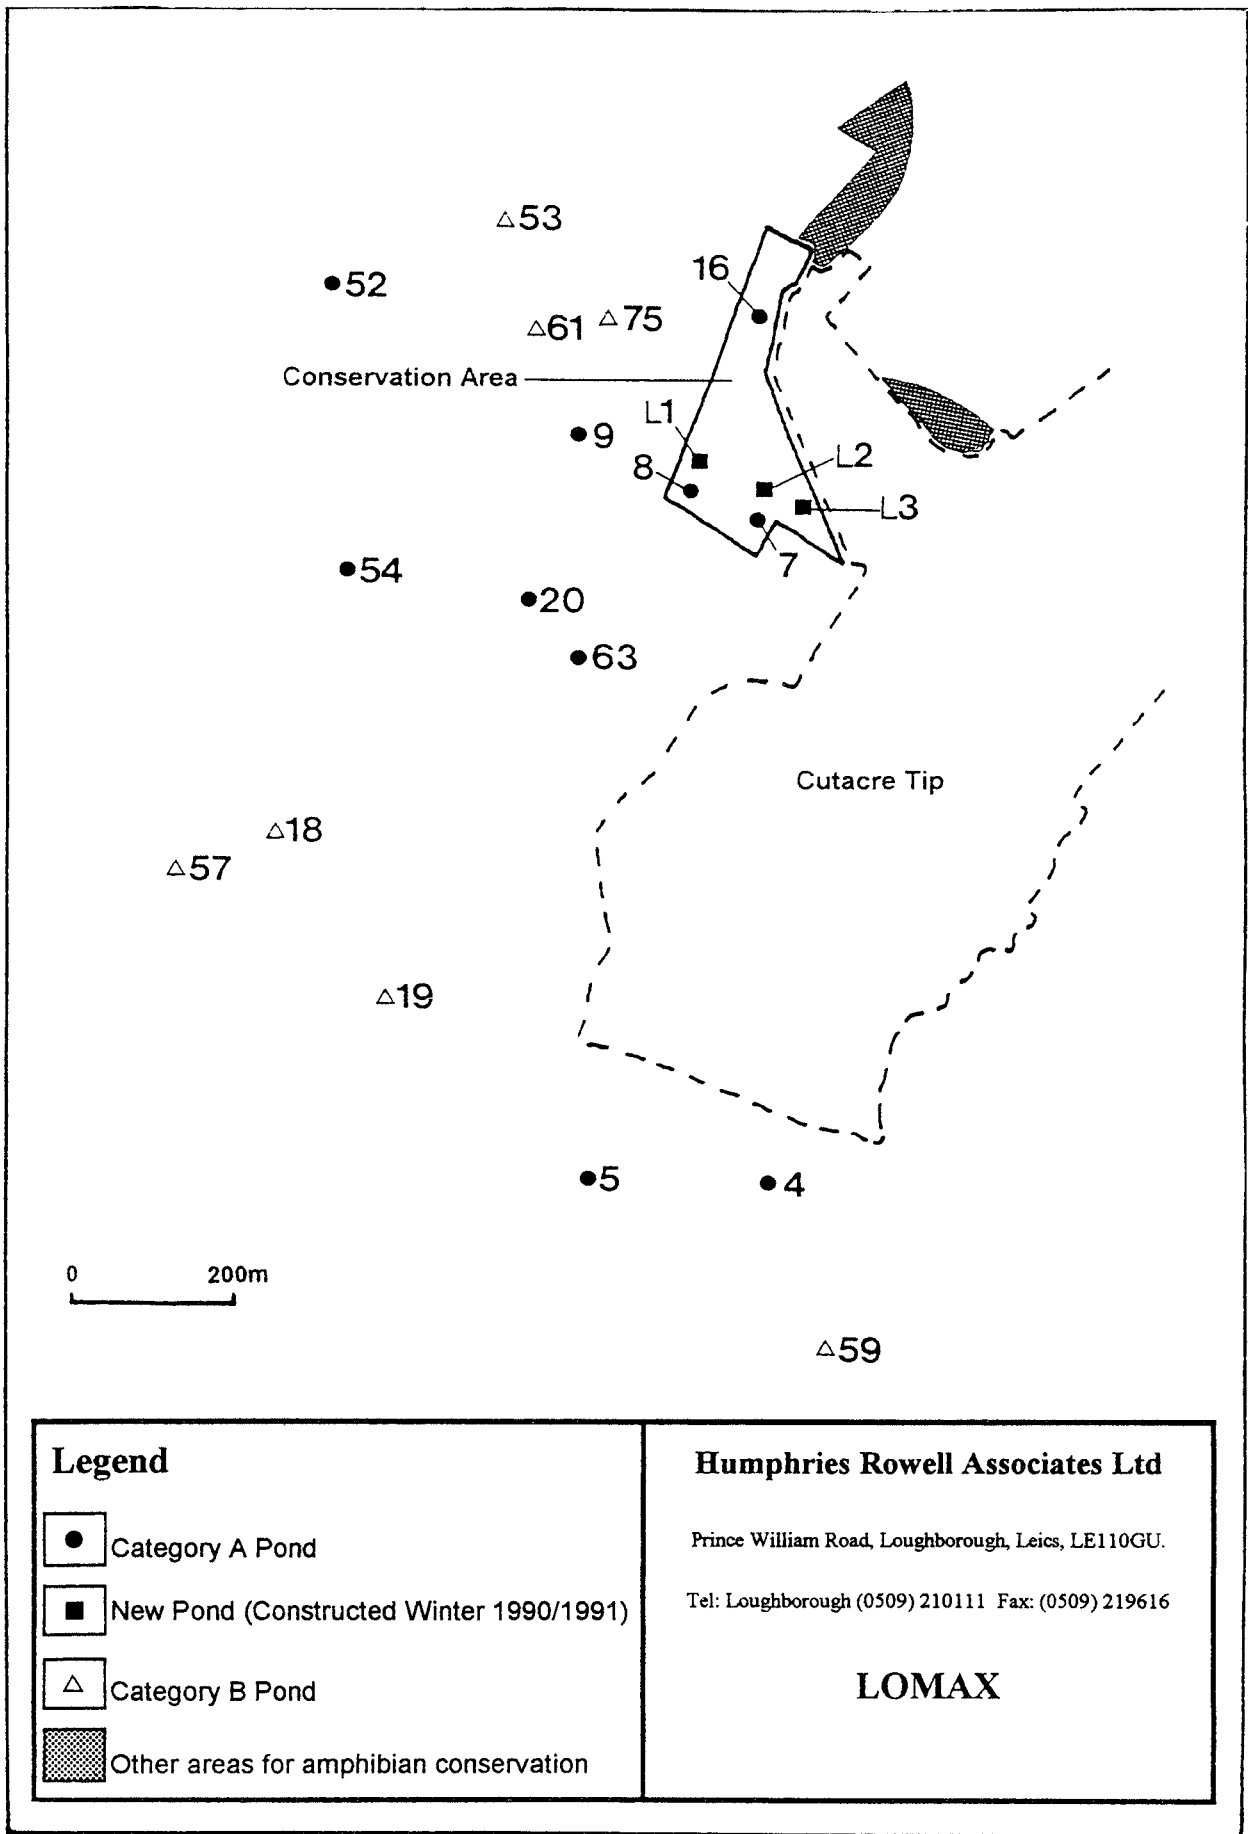 53
52
16
61
75
Conservation Area
L1
9
8
L2
L3
7
54
20
63
Cutacre Tip
18
57
19
5
4
0 200m
59
Legend
Category A Pond
New Pond (Constructed Winter 1990/1991)
Category B Pond
Other areas for amphibian conservation
Humphries Rowell Associates Ltd
Prince William Road, Loughborough, Leics, LE110GU.
Tel: Loughborough (0509) 210111 Fax: (0509) 219616
LOMAX